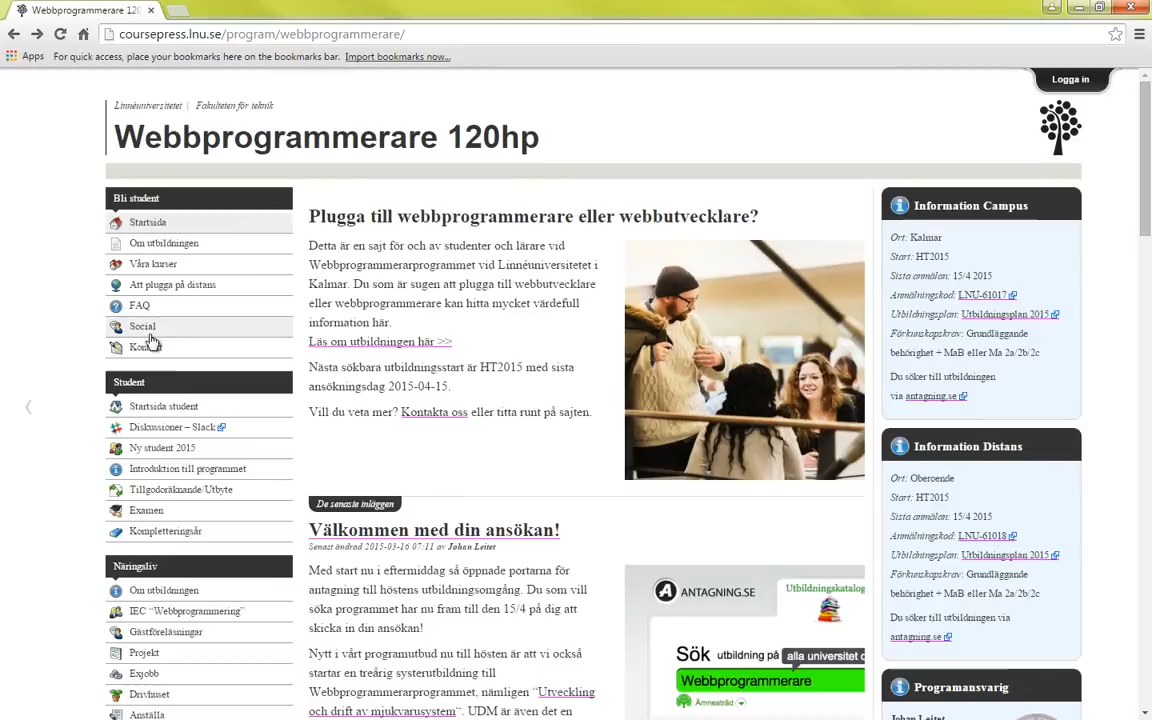 Webbprogrammerare 120
coursepress.lnu.se/program/webbprogrammerare/
Apps For quick access, place your bookmarks here on the bookmarks bar. Import bookmarks now...
Logga in
Linnéuniversitetet | Fakulteten för teknik
Webbprogrammerare 120hp
Bli student
Startsida
Om utbildningen
Våra kurser
Att plugga på distans
FAQ
Social
Student
Startsida student
Diskussioner – Slack
Ny student 2015
Introduktion till programmet
Tillgodoräknande/Utbyte
Examen
Kompletteringsår
Näringsliv
Om utbildningen
IEC “Webbprogrammering”
Gästföreläsningar
Projekt
Exjobb
Drivhuset
Anställa
Plugga till webbprogrammerare eller webbutvecklare?
Detta är en sajt för och av studenter och lärare vid
Webbprogrammerarprogrammet vid Linnéuniversitetet i
Kalmar. Du som är sugen att plugga till webbutvecklare
eller webbprogrammerare kan hitta mycket värdefull
information här.
Läs om utbildningen här >>
Nästa sökbara utbildningsstart är HT2015 med sista
ansökningsdag 2015-04-15.
Vill du veta mer? Kontakta oss eller titta runt på sajten.
De senaste inläggen
Välkommen med din ansökan!
Senast ändrad 2015-03-16 07:11 av Johan Leitet
Med start nu i eftermiddag så öppnade portarna för
antagning till höstens utbildningsomgång. Du som vill
söka programmet har nu fram till den 15/4 på dig att
skicka in din ansökan!
Nytt i vårt programutbud nu till hösten är att vi också
startar en treårig systerutbildning till
Webbprogrammerarprogrammet, nämligen “Utveckling
och drift av mjukvarusystem“. UDM är även det en
A ANTAGNING.SE
Utbildningskatalog
Sök utbildning på alla universitet o
Webbprogrammerare
Ämnesträd
Information Campus
Ort: Kalmar
Start: HT2015
Sista anmälan: 15/4 2015
Anmälningskod: LNU-61017
Utbildningsplan: Utbildningsplan 2015
Förkunskapskrav: Grundläggande
behörighet + MaB eller Ma 2a/2b/2c
Du söker till utbildningen
via antagning.se
Information Distans
Ort: Oberoende
Start: HT2015
Sista anmälan: 15/4 2015
Anmälningskod: LNU-61018
Utbildningsplan: Utbildningsplan 2015
Förkunskapskrav: Grundläggande
behörighet + MaB eller Ma 2a/2b/2c
Du söker till utbildningen via
antagning.se
Programansvarig
Johan Leitet